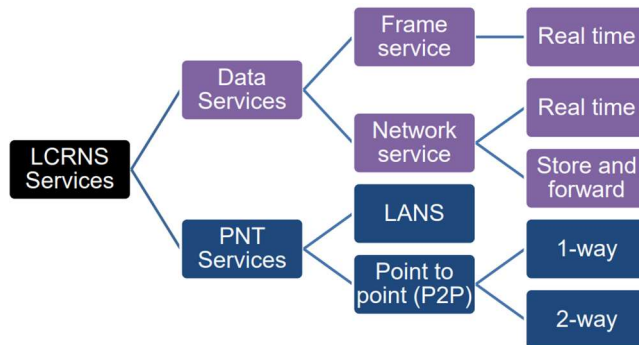 LCRNS
Services
Data
Services
Frame
service
Real time
Network
service
Real time
Store and
forward
PNT
Services
LANS
Point to
point (P2P)
1-way
2-way